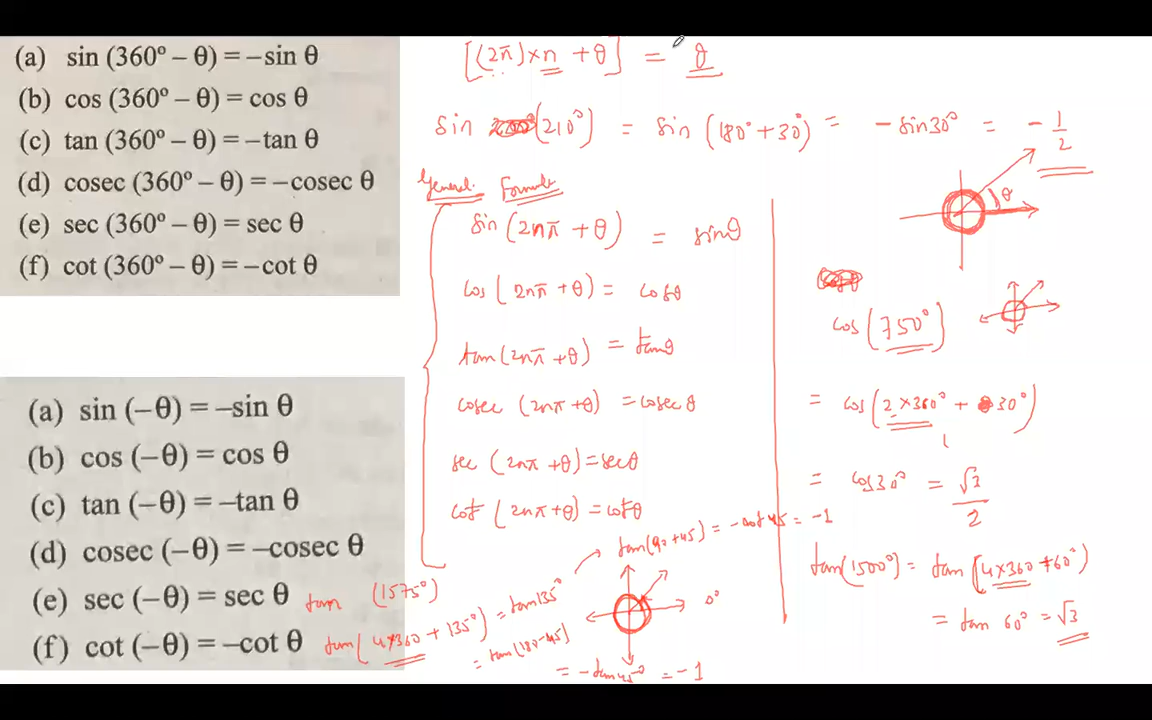 (a) sin (360° – θ) = –sin θ
(b) cos (360° – θ) = cos θ
(c) tan (360° – θ) = –tan θ
(d) cosec (360° – θ) = –cosec θ
(e) sec (360° – θ) = sec θ
(f) cot (360° – θ) = –cot θ
(a) sin (–θ) = –sin θ
(b) cos (–θ) = cos θ
(c) tan (–θ) = –tan θ
(d) cosec (–θ) = –cosec θ
(e) sec (–θ) = sec θ
(f) cot (–θ) = –cot θ
[(2π)×n + θ] = θ
sin (210°) = sin (180° + 30°) = - sin30° = - 1/2
General Formula
sin (2nπ + θ) = sinθ
cos (2nπ + θ) = cosθ
tan (2nπ + θ) = tanθ
cosec (2nπ + θ) = cosecθ
sec (2nπ + θ) = secθ
cot (2nπ + θ) = cotθ
θ
cos (750°)
= cos (2×360° + 30°)
= cos30° = √3/2
tan (1500°) = tan (4×360 + 60°)
= tan 60° = √3
tan (1575°)
tan (4×360 + 135°) = tan135°
tan (90+45) = - cot 45 = -1
= tan (180-45)
= - tan45° = -1
0°